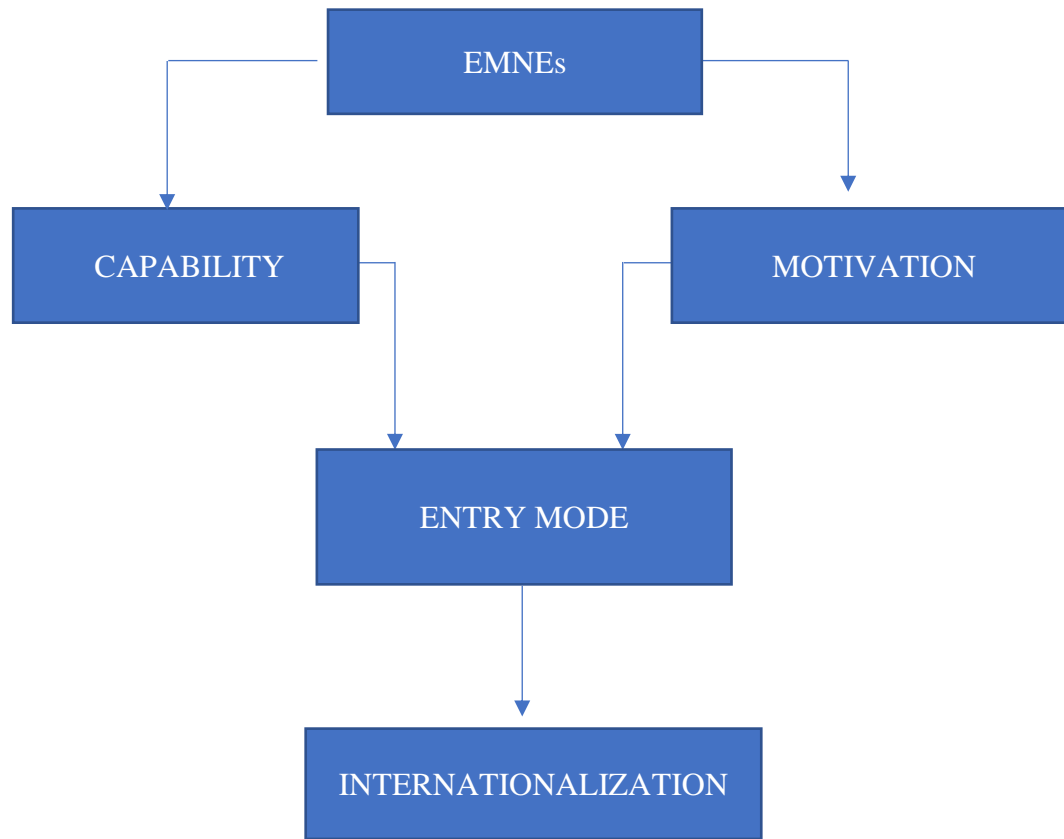 EMNEs
CAPABILITY
MOTIVATION
ENTRY MODE
INTERNATIONALIZATION